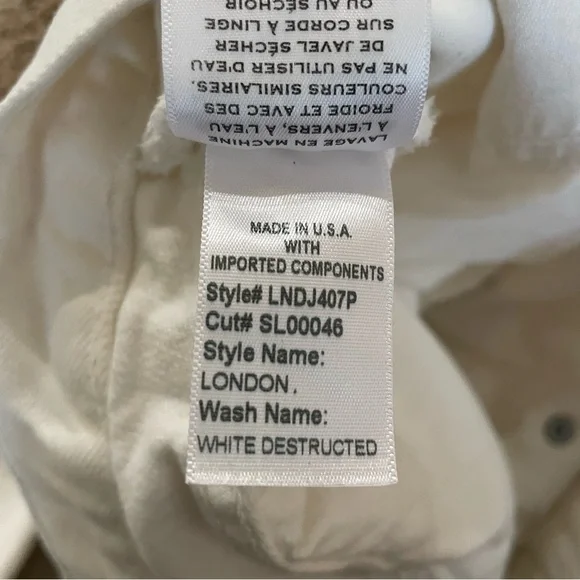 LAVAGE EN MACHINE
À L'ENVERS, À L'EAU
FROIDE ET AVEC DES
COULEURS SIMILAIRES.
NE PAS UTILISER D'EAU
DE JAVEL SÉCHER
SUR CORDE À LINGE
OU AU SÉCHOIR
MADE IN U.S.A.
WITH
IMPORTED COMPONENTS
Style# LNDJ407P
Cut# SL00046
Style Name:
LONDON.
Wash Name:
WHITE DESTRUCTED